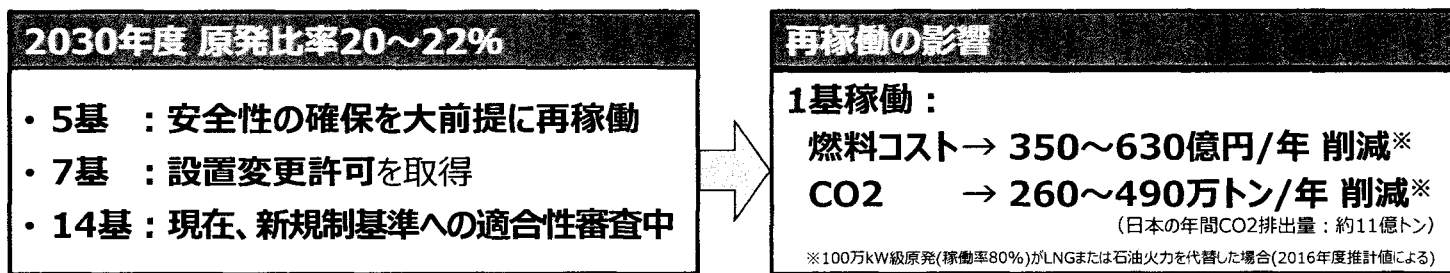 2030年度 原発比率20～22%
・ 5基 ：安全性の確保を大前提に再稼働
・ 7基 ：設置変更許可を取得
・ 14基：現在、新規制基準への適合性審査中
再稼働の影響
1基稼働：
燃料コスト→ 350～630億円/年 削減※
CO2 → 260～490万トン/年 削減※
（日本の年間CO2排出量：約11億トン）
※100万kW級原発(稼働率80%)がLNGまたは石油火力を代替した場合(2016年度推計値による)